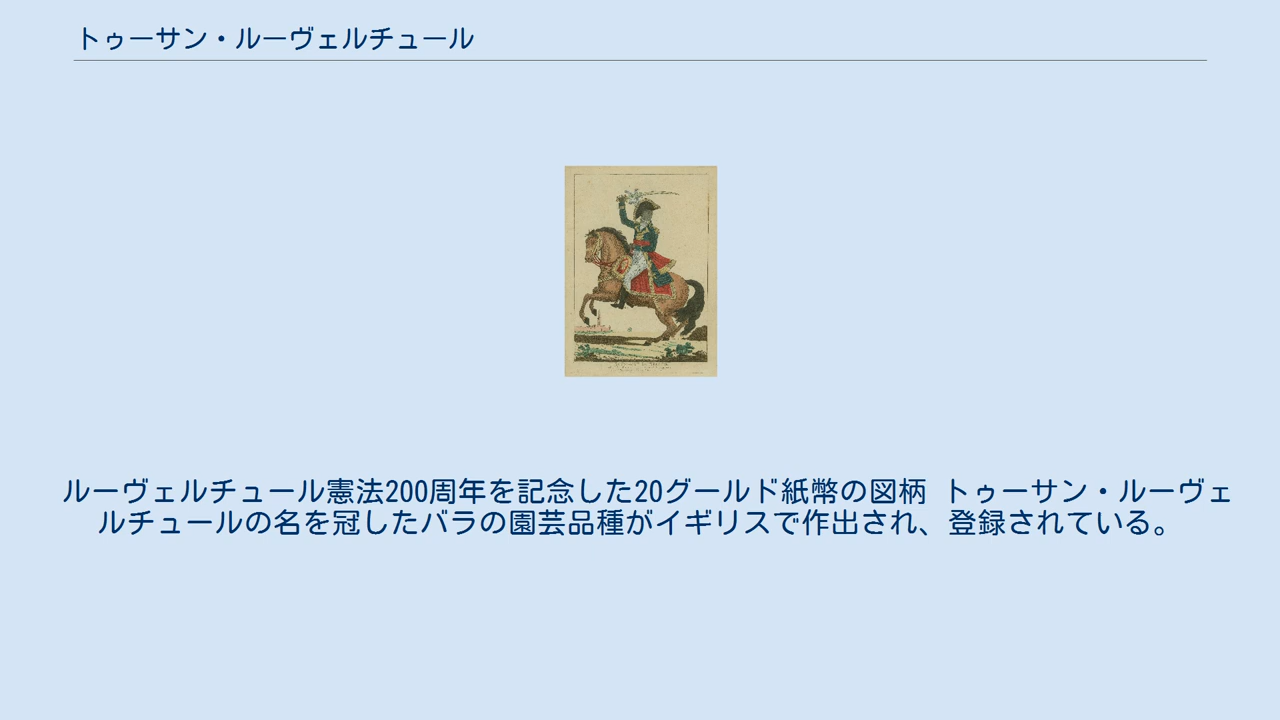 トゥーサン・ルーヴェルチュール
ルーヴェルチュール憲法200周年を記念した20グールド紙幣の図柄 トゥーサン・ルーヴェ
ルチュールの名を冠したバラの園芸品種がイギリスで作出され、登録されている。